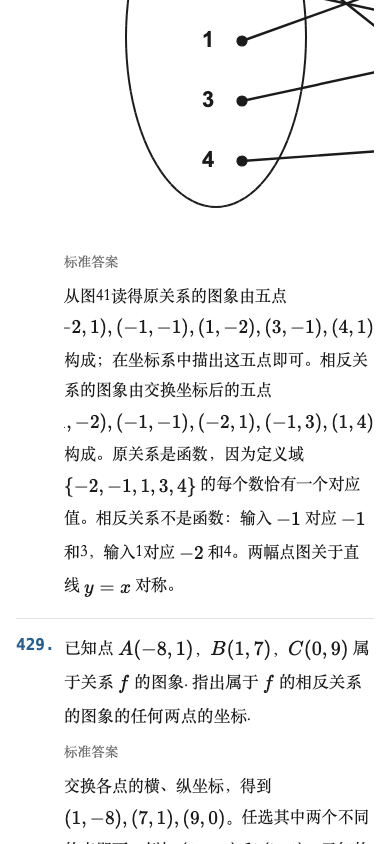 1
3
4
标准答案
从图41读得原关系的图象由五点
-2, 1), (−1, −1), (1, −2), (3, −1), (4, 1)
构成；在坐标系中描出这五点即可。相反关
系的图象由交换坐标后的五点
, −2), (−1, −1), (−2, 1), (−1, 3), (1, 4)
构成。原关系是函数，因为定义域
{−2, −1, 1, 3, 4} 的每个数恰有一个对应
值。相反关系不是函数：输入 −1 对应 −1
和3，输入1对应 −2 和4。两幅点图关于直
线 y = x 对称。
429. 已知点 A(−8, 1)，B(1, 7)，C(0, 9) 属
于关系 f 的图象. 指出属于 f 的相反关系
的图象的任何两点的坐标.
标准答案
交换各点的横、纵坐标，得到
(1, −8), (7, 1), (9, 0)。任选其中两个不同